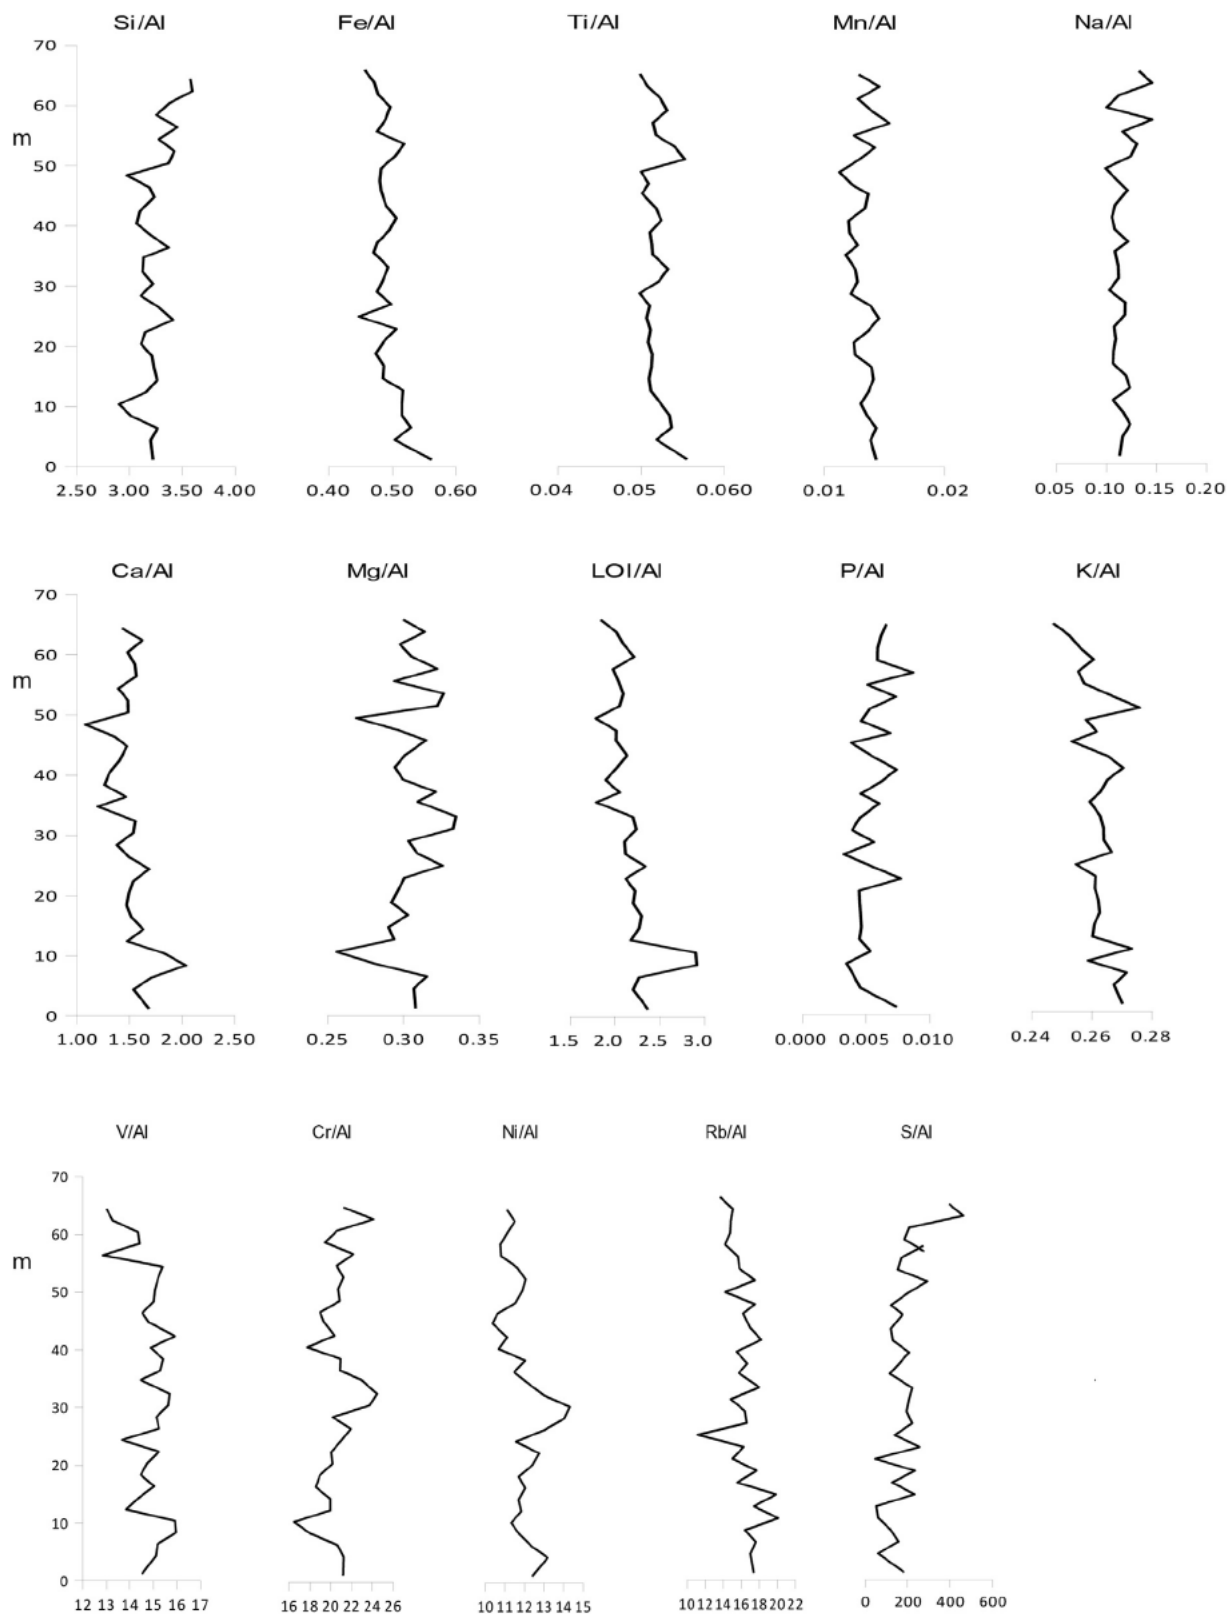 Si/Al Fe/Al Ti/Al Mn/Al Na/Al
70
60
m
50
40
30
20
10
0
2.50 3.00 3.50 4.00 0.40 0.50 0.60 0.04 0.05 0.060 0.01 0.02 0.05 0.10 0.15 0.20
Ca/Al Mg/Al LOI/Al P/Al K/Al
70
60
m
50
40
30
20
10
0
1.00 1.50 2.00 2.50 0.25 0.30 0.35 1.5 2.0 2.5 3.0 0.000 0.005 0.010 0.24 0.26 0.28
V/Al Cr/Al Ni/Al Rb/Al S/Al
70
60
m
50
40
30
20
10
0
12 13 14 15 16 17 16 18 20 22 24 26 10 11 12 13 14 15 10 12 14 16 18 20 22 0 200 400 600